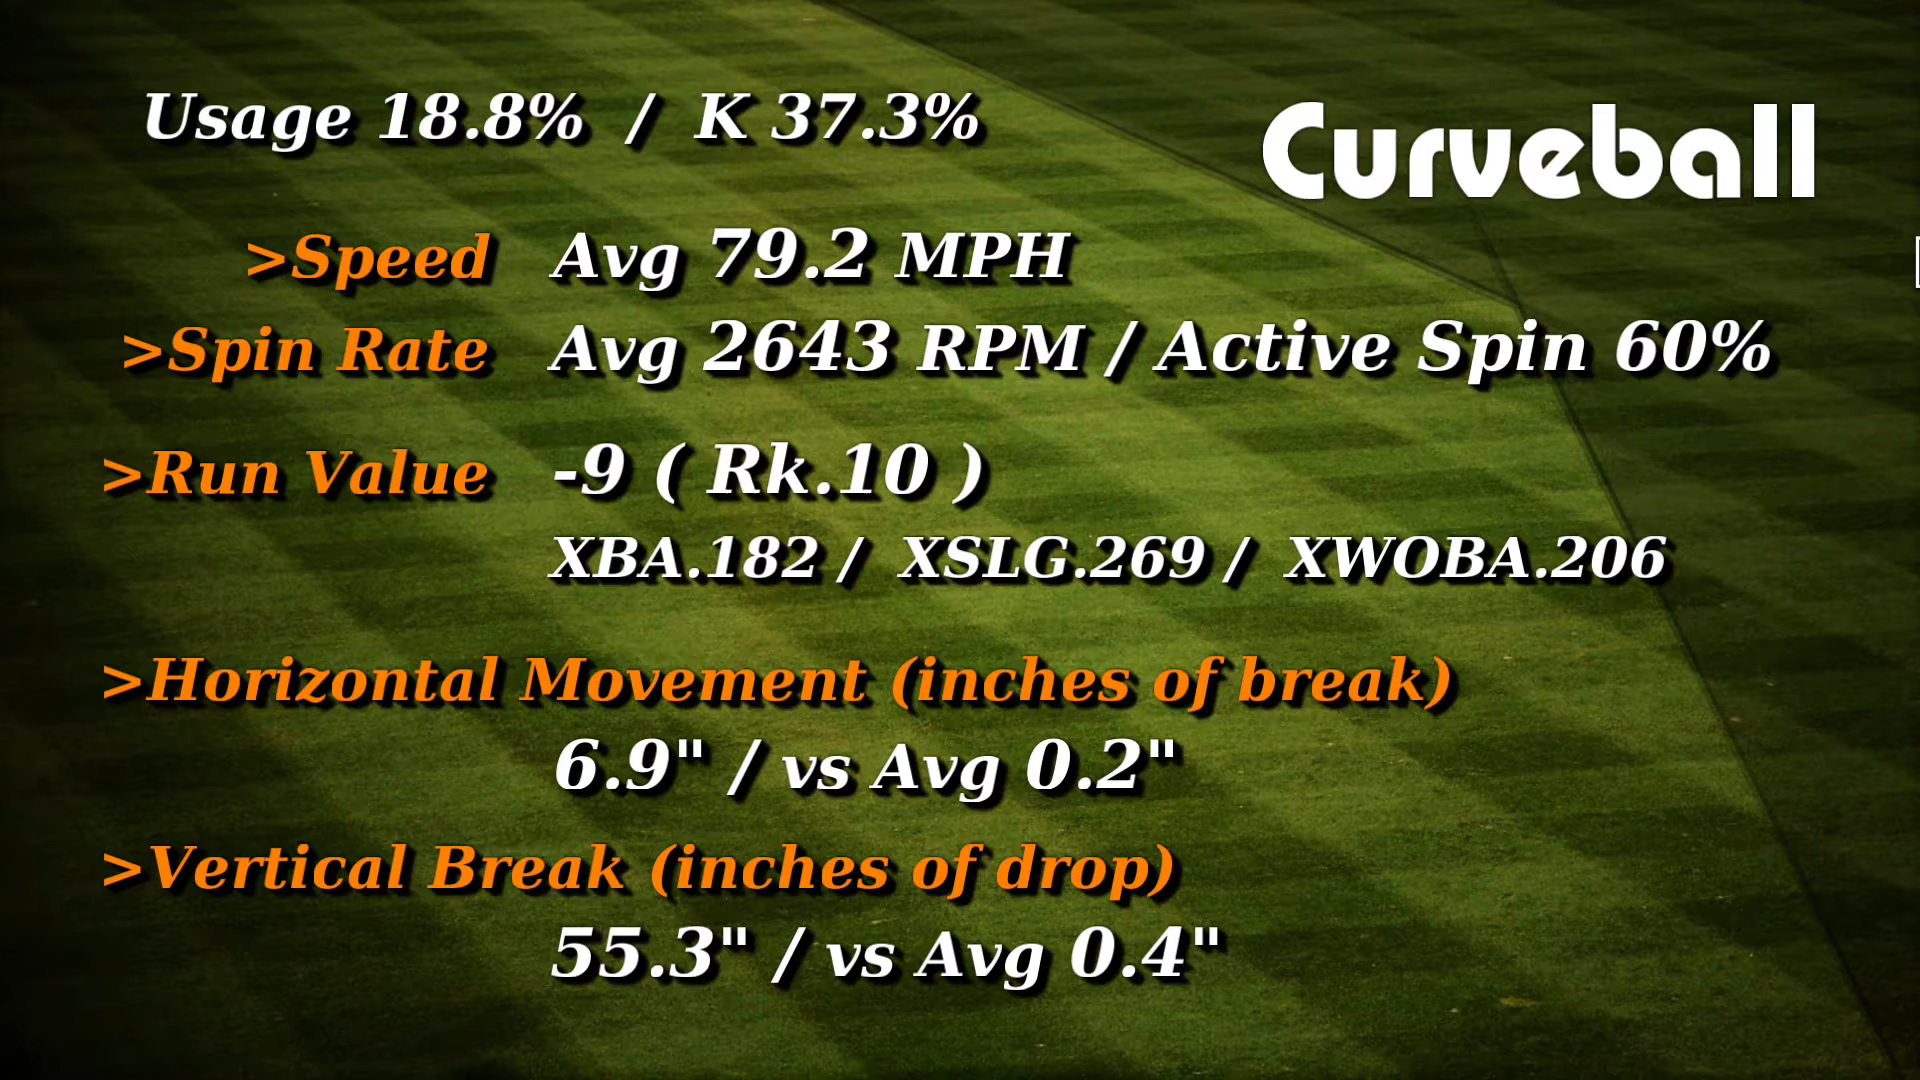 Usage 18.8% / K 37.3%
Curveball
>Speed Avg 79.2 MPH
>Spin Rate Avg 2643 RPM / Active Spin 60%
>Run Value -9 ( Rk.10 )
XBA.182 / XSLG.269 / XWOBA.206
>Horizontal Movement (inches of break)
6.9" / vs Avg 0.2"
>Vertical Break (inches of drop)
55.3" / vs Avg 0.4"